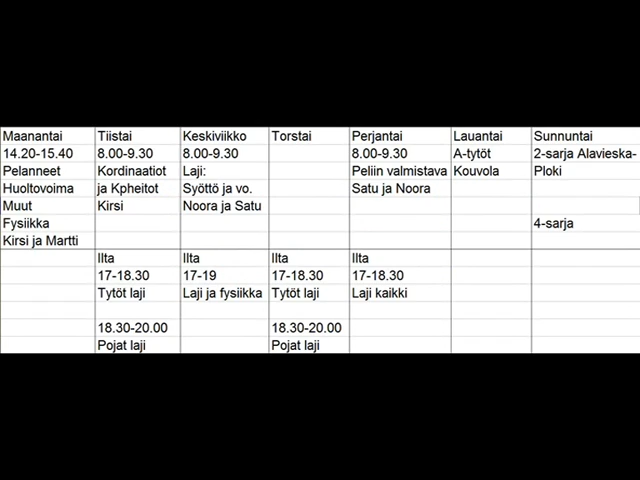 Maanantai Tiistai Keskiviikko Torstai Perjantai Lauantai Sunnuntai
14.20-15.40 8.00-9.30 8.00-9.30 8.00-9.30 A-tytöt 2-sarja Alavieska-
Pelanneet Kordinaatiot Laji: Peliin valmistava Kouvola Ploki
Huoltovoima ja Kpheitot Syöttö ja vo. Satu ja Noora
Muut Kirsi Noora ja Satu
Fysiikka 4-sarja
Kirsi ja Martti
Ilta Ilta Ilta Ilta
17-18.30 17-19 17-18.30 17-18.30
Tytöt laji Laji ja fysiikka Tytöt laji Laji kaikki
18.30-20.00 18.30-20.00
Pojat laji Pojat laji